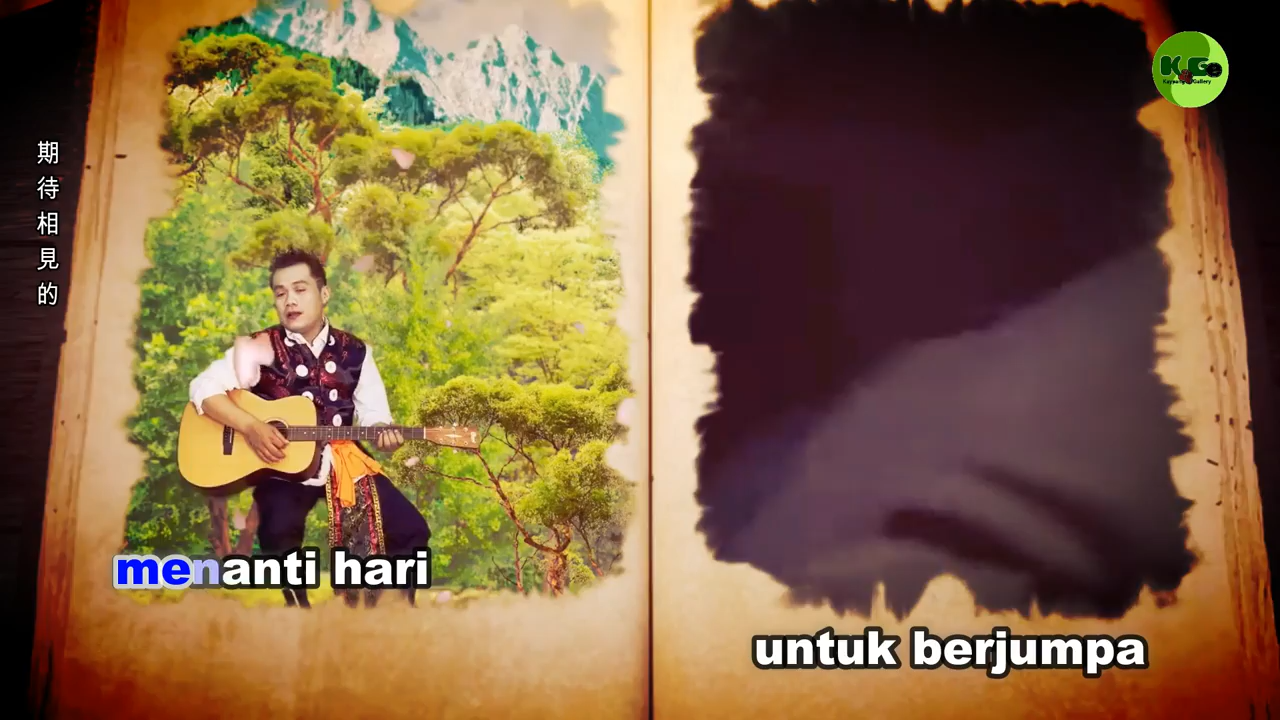 期待相見的
menanti hari
untuk berjumpa